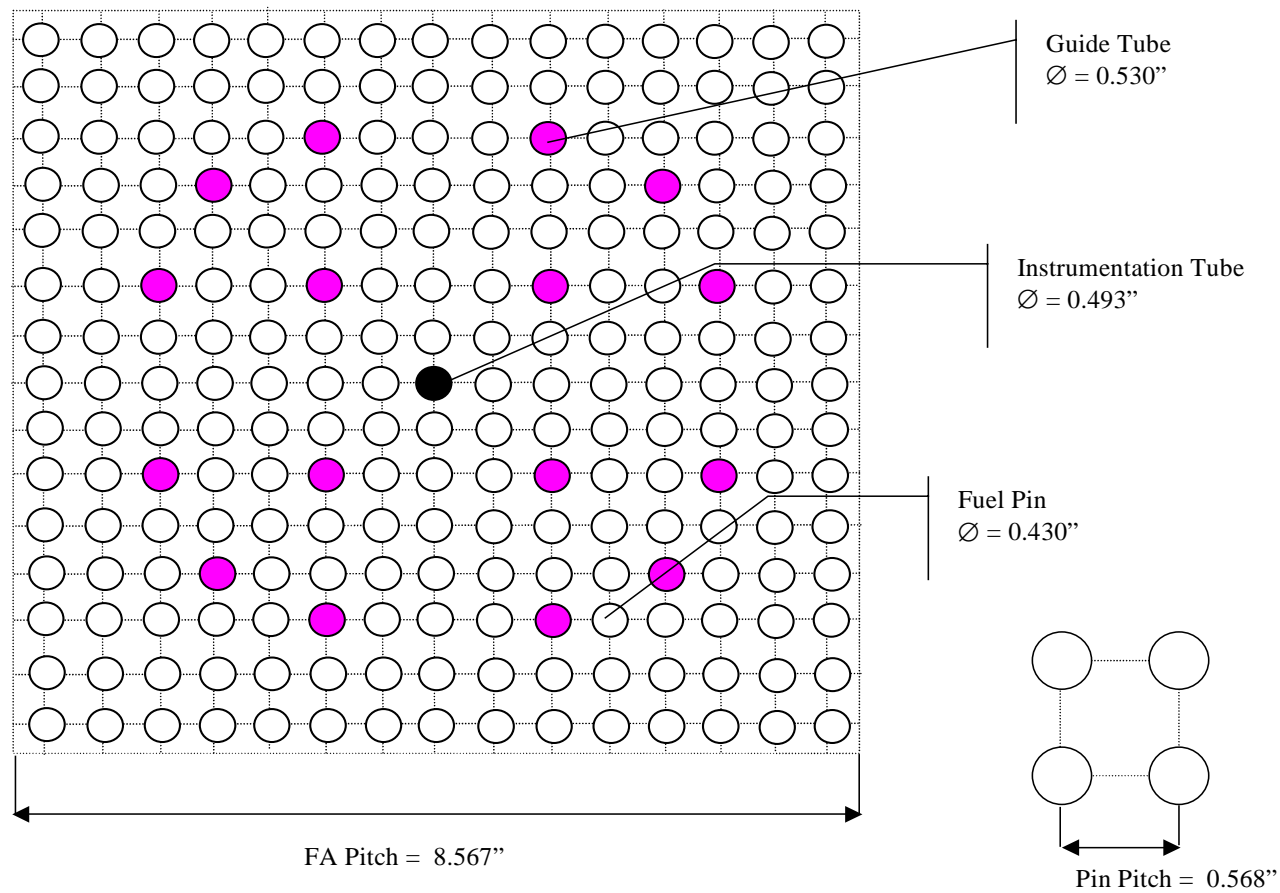 Guide Tube
∅ = 0.530”
Instrumentation Tube
∅ = 0.493”
Fuel Pin
∅ = 0.430”
FA Pitch = 8.567”
Pin Pitch = 0.568”